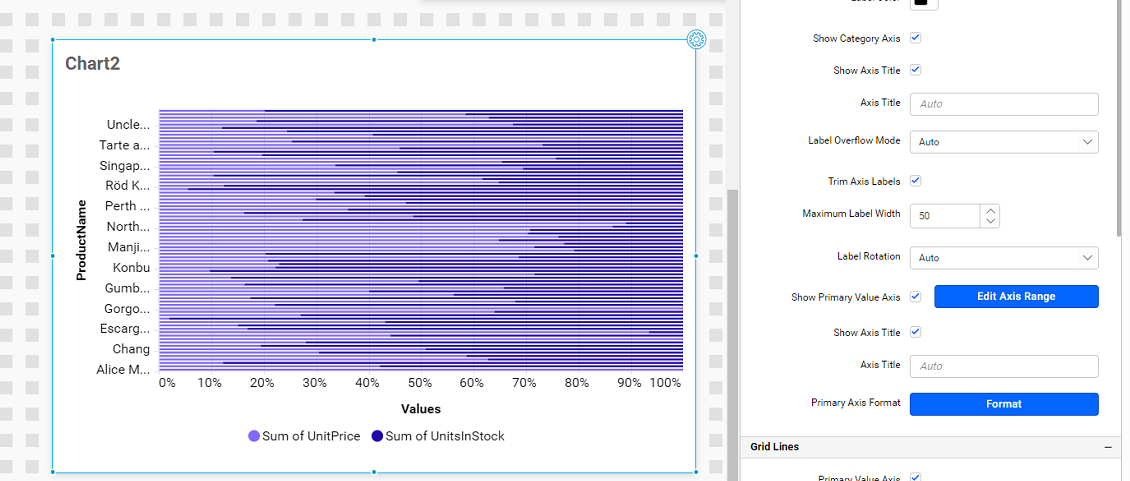 Label Color
Chart2
Show Category Axis
Show Axis Title
Axis Title
Auto
Label Overflow Mode
Auto
Trim Axis Labels
Maximum Label Width
50
Label Rotation
Auto
Show Primary Value Axis
Edit Axis Range
Show Axis Title
Axis Title
Auto
Primary Axis Format
Format
Grid Lines
Primary Value Axis
ProductName
Uncle...
Tarte a...
Singap...
Röd K...
Perth ...
North...
Manji...
Konbu
Gumb...
Gorgo...
Escarg...
Chang
Alice M...
0% 10% 20% 30% 40% 50% 60% 70% 80% 90% 100%
Values
Sum of UnitPrice Sum of UnitsInStock